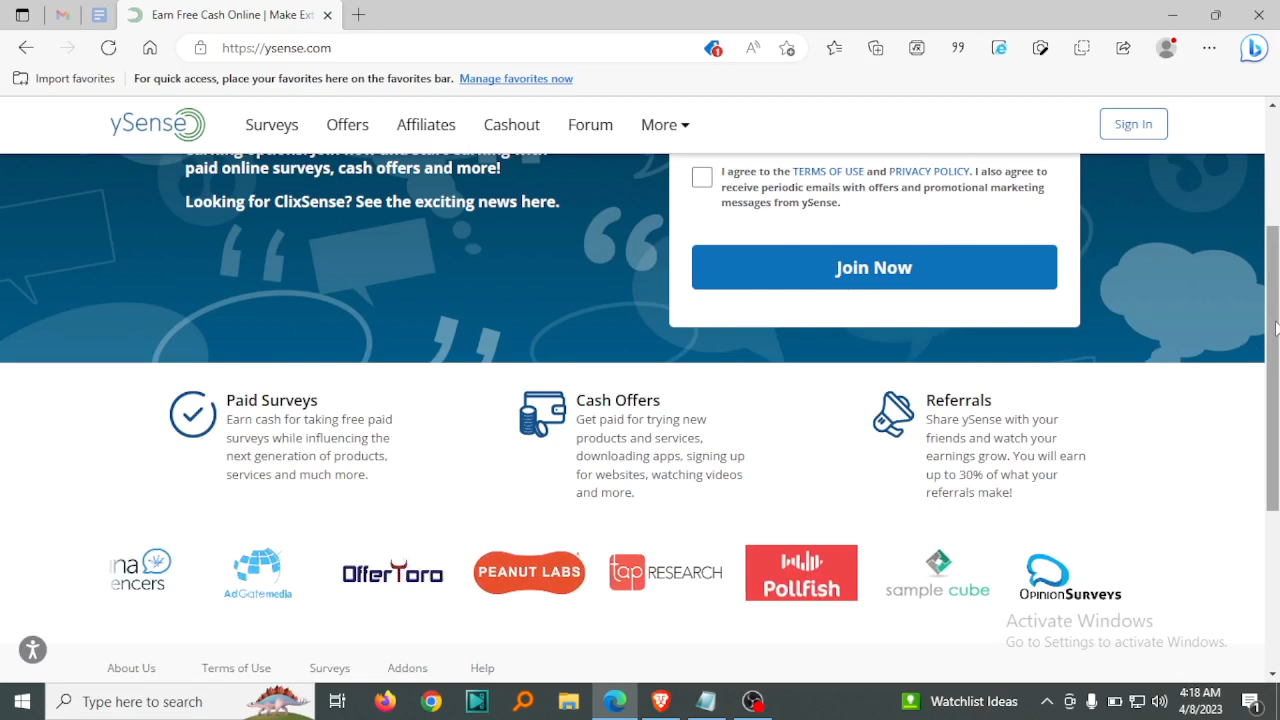 Earn Free Cash Online | Make Ext
https://ysense.com
1
Import favorites
For quick access, place your favorites here on the favorites bar. Manage favorites now
ySense
Surveys
Offers
Affiliates
Cashout
Forum
More
Sign In
paid online surveys, cash offers and more!
Looking for ClixSense? See the exciting news here.
I agree to the TERMS OF USE and PRIVACY POLICY. I also agree to
receive periodic emails with offers and promotional marketing
messages from ySense.
Join Now
Paid Surveys
Earn cash for taking free paid
surveys while influencing the
next generation of products,
services and much more.
Cash Offers
Get paid for trying new
products and services,
downloading apps, signing up
for websites, watching videos
and more.
Referrals
Share ySense with your
friends and watch your
earnings grow. You will earn
up to 30% of what your
referrals make!
na
encers
AdGatemedia
OfferToro
PEANUT LABS
tap RESEARCH
Pollfish
sample cube
OPINIONSURVEYS
Activate Windows
Go to Settings to activate Windows.
About Us
Terms of Use
Surveys
Addons
Help
Type here to search
Watchlist Ideas
4:18 AM
4/8/2023
1